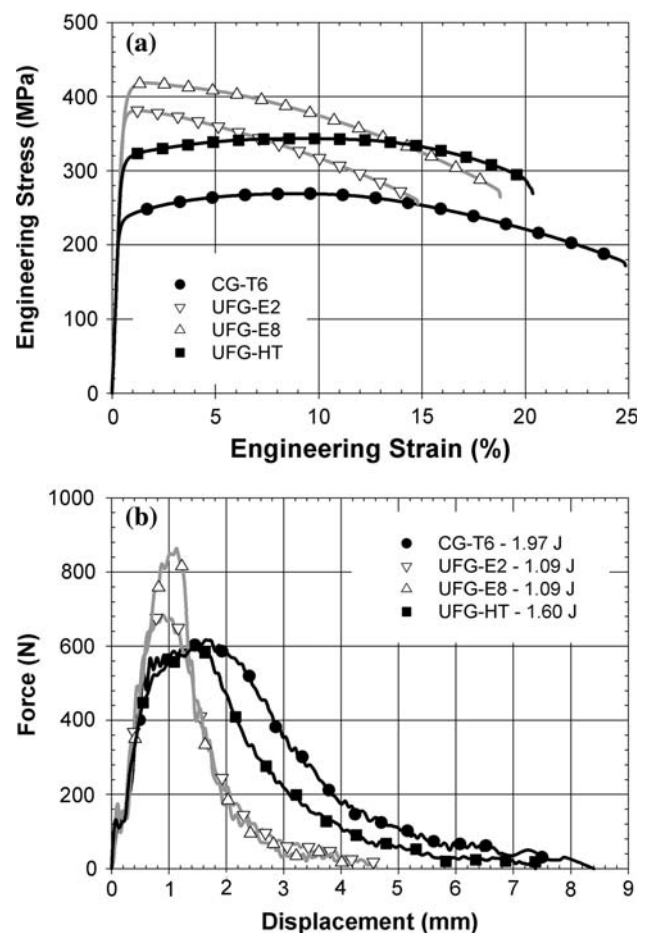 (a)
Engineering Stress (MPa)
500
400
300
200
100
0
CG-T6
UFG-E2
UFG-E8
UFG-HT
0 5 10 15 20 25
Engineering Strain (%)
(b)
Force (N)
1000
800
600
400
200
0
CG-T6 - 1.97 J
UFG-E2 - 1.09 J
UFG-E8 - 1.09 J
UFG-HT - 1.60 J
0 1 2 3 4 5 6 7 8 9
Displacement (mm)